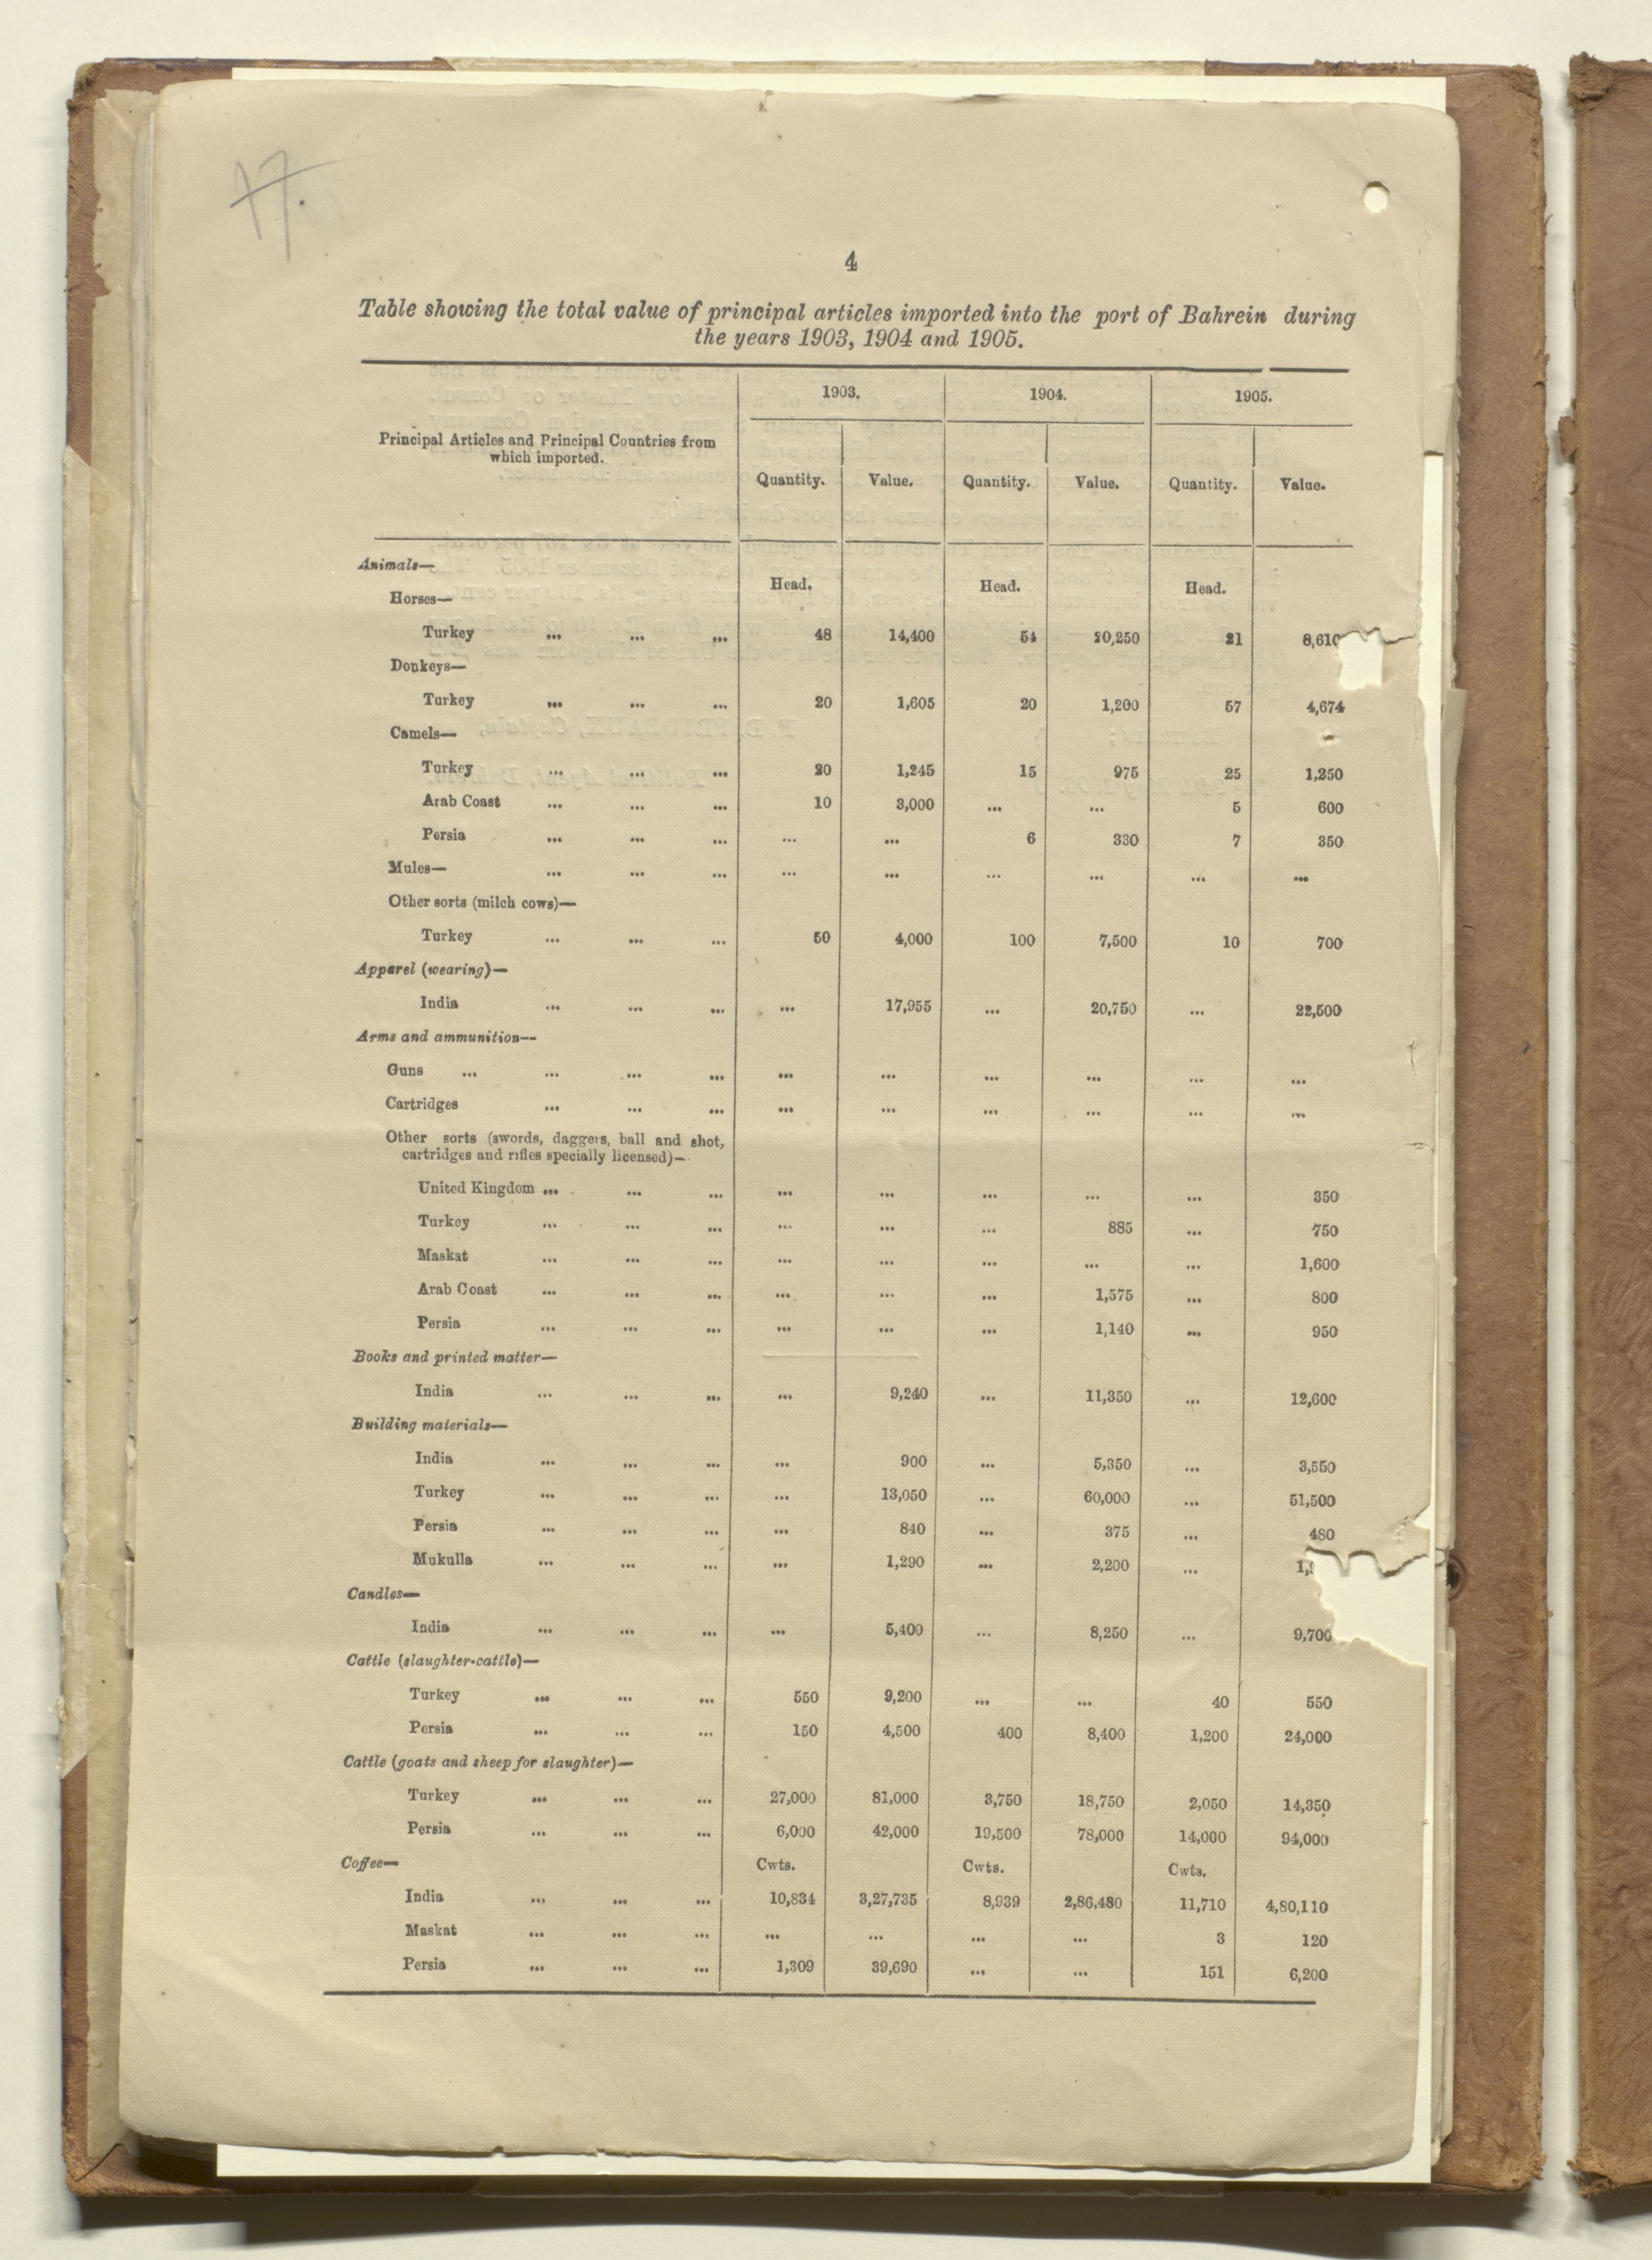 17.
4
Table showing the total value of principal articles imported into the port of Bahrein during
the years 1903, 1904 and 1905.
Principal Articles and Principal Countries from which imported. 1903. 1904. 1905.
Quantity. Value. Quantity. Value. Quantity. Value.
Animals—
Head. Head. Head.
Horses—
Turkey ... ... ... 48 14,400 54 20,250 21 8,610
Donkeys—
Turkey ... ... ... 20 1,605 20 1,200 57 4,674
Camels—
Turkey ... ... ... 20 1,245 15 975 25 1,250
Arab Coast ... ... ... 10 3,000 ... ... 5 600
Persia ... ... ... ... ... 6 330 7 350
Mules— ... ... ... ... ... ... ... ... ...
Other sorts (milch cows)—
Turkey ... ... ... 50 4,000 100 7,500 10 700
Apparel (wearing)—
India ... ... ... ... 17,955 ... 20,750 ... 22,500
Arms and ammunition—
Guns ... ... ... ... ... ... ... ... ... ...
Cartridges ... ... ... ... ... ... ... ... ...
Other sorts (swords, daggers, ball and shot,
cartridges and rifles specially licensed)—
United Kingdom ... ... ... ... ... ... ... ... 350
Turkey ... ... ... ... ... ... 885 ... 750
Maskat ... ... ... ... ... ... ... ... 1,600
Arab Coast ... ... ... ... ... ... 1,575 ... 800
Persia ... ... ... ... ... ... 1,140 ... 950
Books and printed matter—
India ... ... ... ... 9,240 ... 11,350 ... 12,600
Building materials—
India ... ... ... ... 900 ... 5,350 ... 3,550
Turkey ... ... ... ... 13,050 ... 60,000 ... 51,500
Persia ... ... ... ... 840 ... 375 ... 480
Mukulla ... ... ... ... 1,290 ... 2,200 ...
Candles—
India ... ... ... ... 5,400 ... 8,250 ... 9,700
Cattle (slaughter-cattle)—
Turkey ... ... ... 550 9,200 ... ... 40 550
Persia ... ... ... 150 4,500 400 8,400 1,200 24,000
Cattle (goats and sheep for slaughter)—
Turkey ... ... ... 27,000 81,000 3,750 18,750 2,050 14,350
Persia ... ... ... 6,000 42,000 19,500 78,000 14,000 94,000
Coffee— Cwts. Cwts. Cwts.
India ... ... ... 10,834 3,27,735 8,939 2,86,480 11,710 4,80,110
Maskat ... ... ... ... ... ... ... 3 120
Persia ... ... ... 1,309 39,690 ... ... 151 6,200